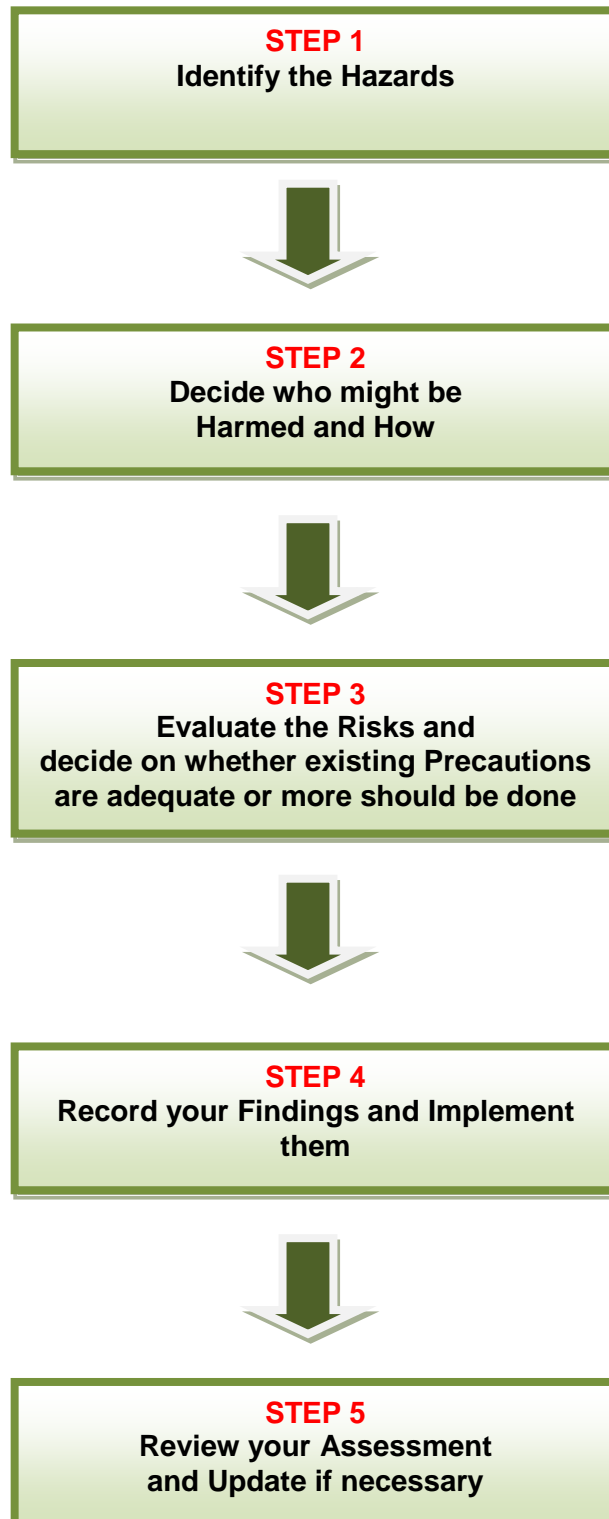 STEP 1
Identify the Hazards
STEP 2
Decide who might be
Harmed and How
STEP 3
Evaluate the Risks and
decide on whether existing Precautions
are adequate or more should be done
STEP 4
Record your Findings and Implement
them
STEP 5
Review your Assessment
and Update if necessary